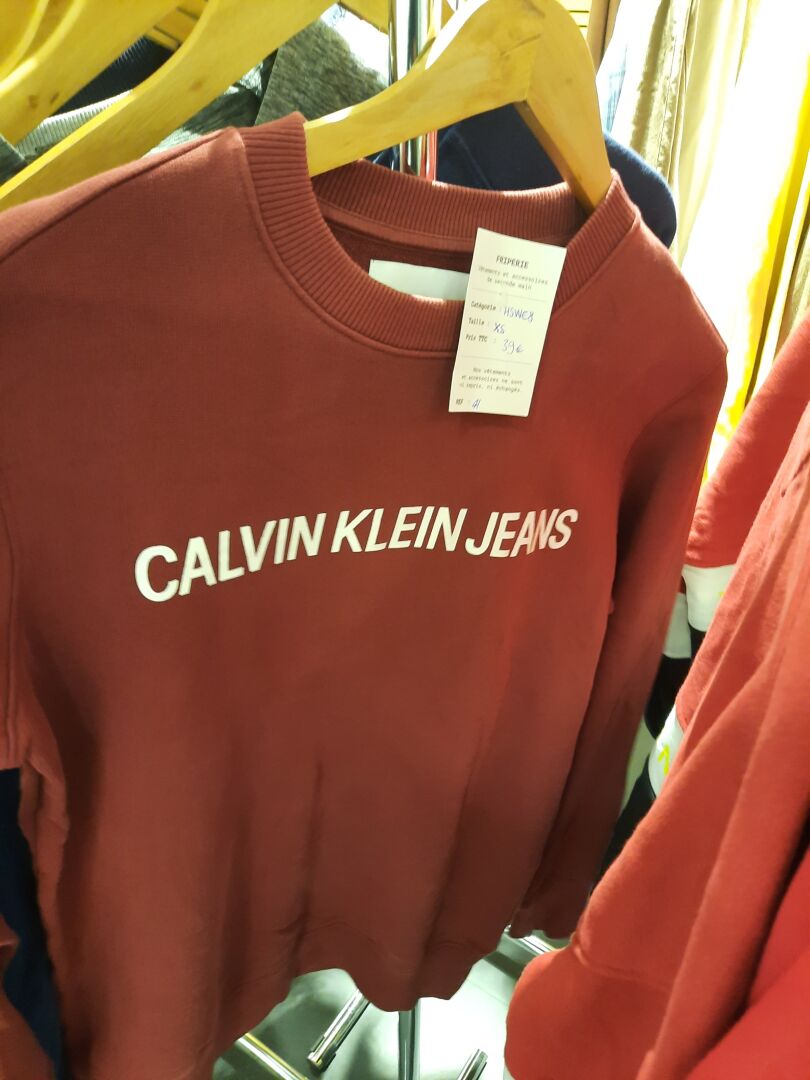 FRIPERIE
Vêtements et accessoires
de seconde main
Catégorie : HSWE8
Taille : XS
Prix TTC : 39€
Nos vêtements
et accessoires ne sont
ni repris, ni échangés.
REF :
CALVIN KLEIN JEANS